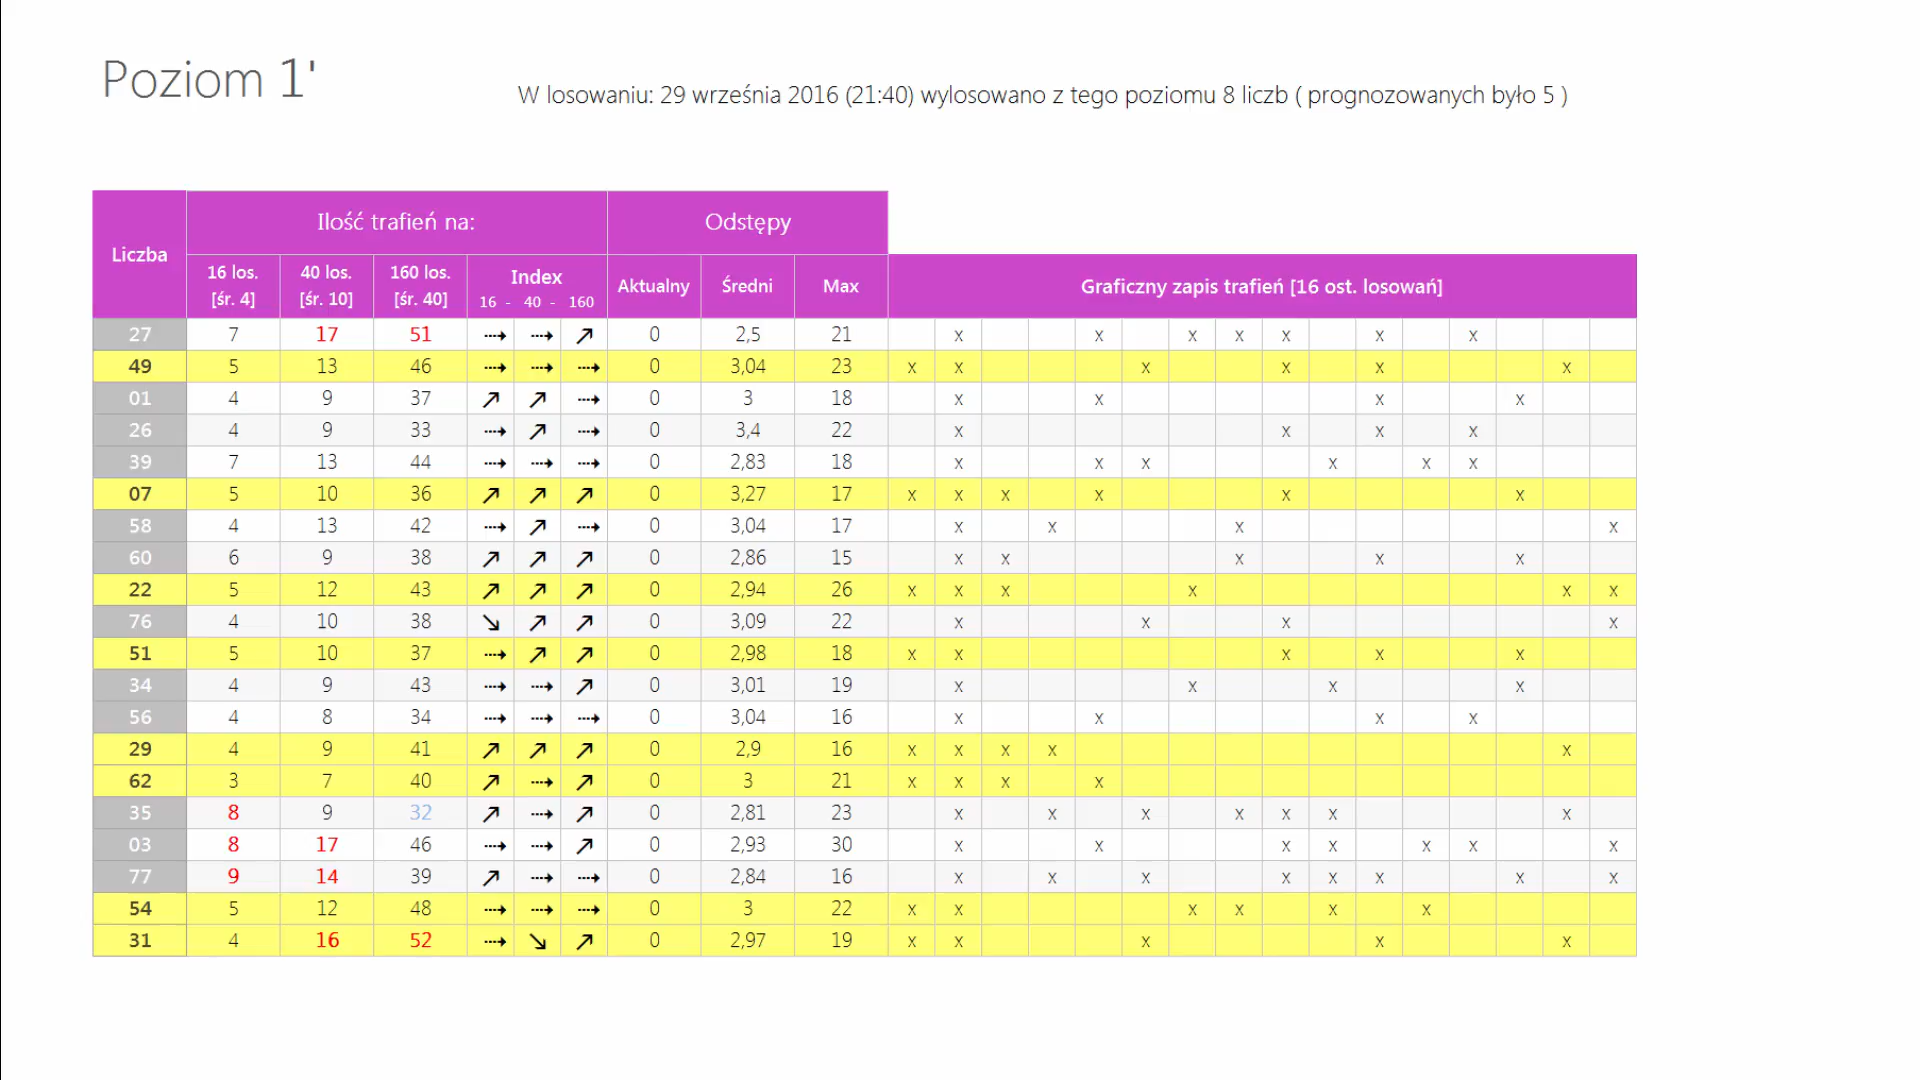 Poziom 1'
W losowaniu: 29 września 2016 (21:40) wylosowano z tego poziomu 8 liczb ( prognozowanych było 5 )
Liczba Ilość trafień na: Odstępy
16 los. [śr. 4] 40 los. [śr. 10] 160 los. [śr. 40] Index 16 - 40 - 160 Aktualny Średni Max Graficzny zapis trafień [16 ost. losowań]
27 7 17 51 ⤍ ⤍ ↗ 0 2,5 21 x x x x x x x
49 5 13 46 ⤍ ⤍ ⤍ 0 3,04 23 x x x x x x
01 4 9 37 ↗ ↗ ⤍ 0 3 18 x x x x
26 4 9 33 ⤍ ↗ ⤍ 0 3,4 22 x x x x
39 7 13 44 ⤍ ⤍ ⤍ 0 2,83 18 x x x x x x
07 5 10 36 ↗ ↗ ↗ 0 3,27 17 x x x x x x
58 4 13 42 ⤍ ↗ ⤍ 0 3,04 17 x x x x
60 6 9 38 ↗ ↗ ↗ 0 2,86 15 x x x x x
22 5 12 43 ↗ ↗ ↗ 0 2,94 26 x x x x x x
76 4 10 38 ↘ ↗ ↗ 0 3,09 22 x x x x
51 5 10 37 ⤍ ↗ ↗ 0 2,98 18 x x x x x
34 4 9 43 ⤍ ⤍ ↗ 0 3,01 19 x x x x
56 4 8 34 ⤍ ⤍ ⤍ 0 3,04 16 x x x x
29 4 9 41 ↗ ↗ ↗ 0 2,9 16 x x x x x
62 3 7 40 ↗ ⤍ ↗ 0 3 21 x x x x
35 8 9 32 ↗ ⤍ ↗ 0 2,81 23 x x x x x x x
03 8 17 46 ⤍ ⤍ ↗ 0 2,93 30 x x x x x x x
77 9 14 39 ↗ ⤍ ⤍ 0 2,84 16 x x x x x x x x
54 5 12 48 ⤍ ⤍ ⤍ 0 3 22 x x x x x x
31 4 16 52 ⤍ ↘ ↗ 0 2,97 19 x x x x x